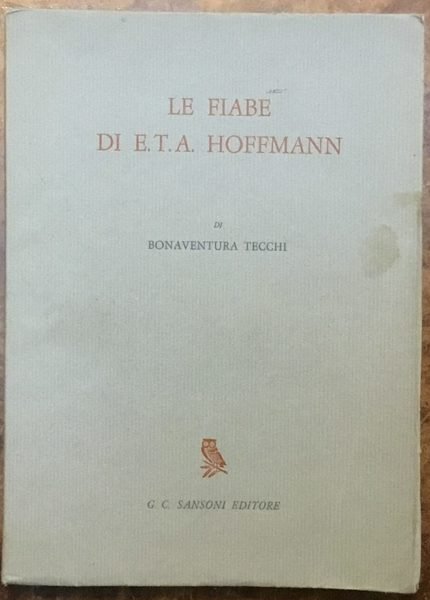 LE FIABE
DI E.T.A. HOFFMANN
DI
BONAVENTURA TECCHI
G. C. SANSONI EDITORE